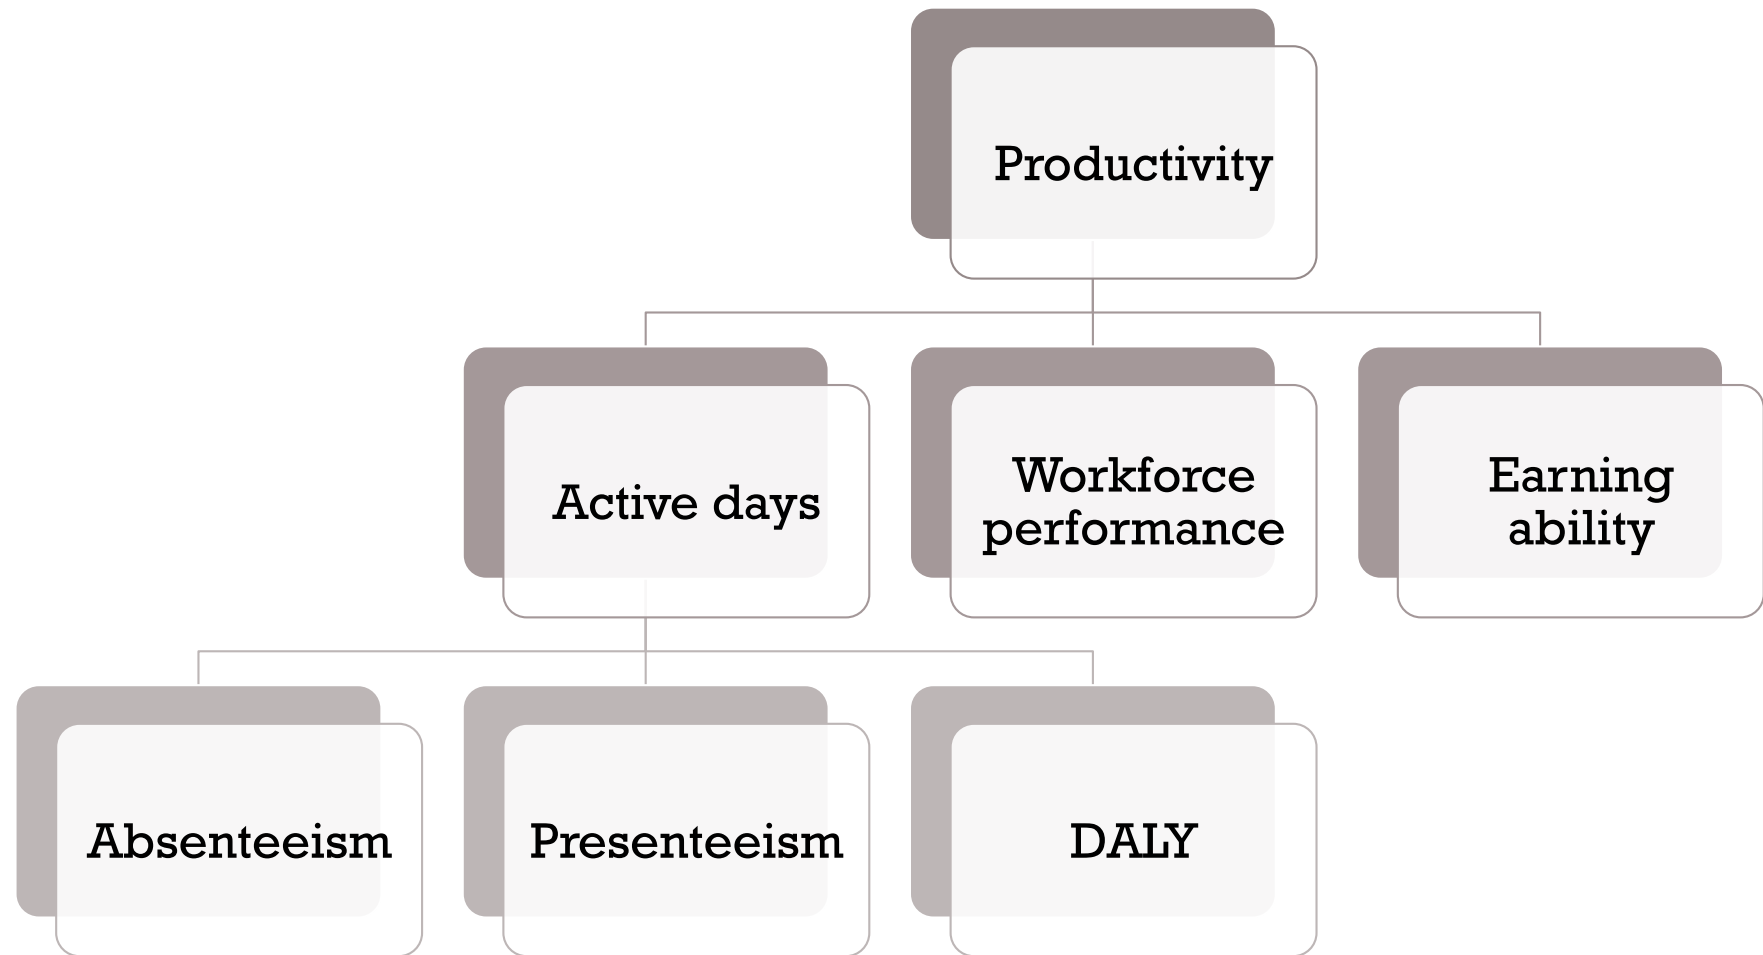 Productivity
Active days
Workforce
performance
Earning
ability
Absenteeism
Presenteeism
DALY